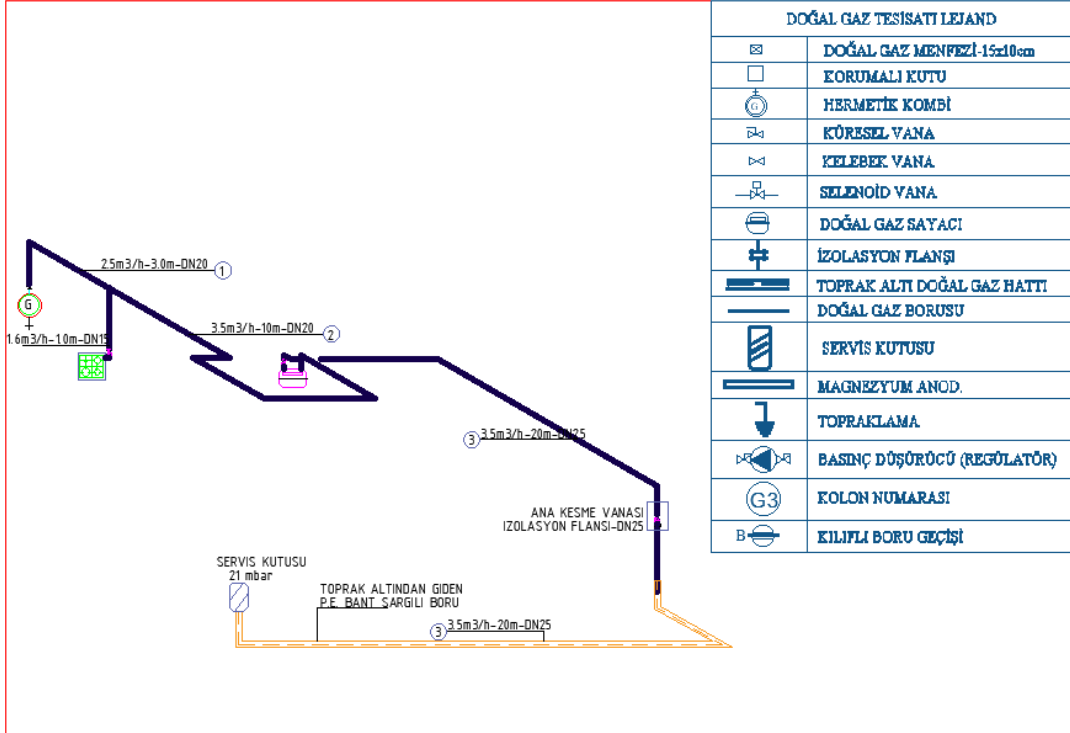 2.5m3/h-3.0m-DN20 1
G
1.6m3/h-1.0m-DN15
3.5m3/h-10m-DN20 2
3 3.5m3/h-20m-DN25
ANA KESME VANASI
IZOLASYON FLANSI-DN25
SERVIS KUTUSU
21 mbar
TOPRAK ALTINDAN GIDEN
P.E. BANT SARGILI BORU
3 3.5m3/h-20m-DN25
DOĞAL GAZ TESİSATI LEJAND
DOĞAL GAZ MENFEZİ-15x10cm
KORUMALI KUTU
G HERMETİK KOMBİ
KÜRESEL VANA
KELEBEK VANA
SELENOİD VANA
DOĞAL GAZ SAYACI
İZOLASYON FLANŞI
TOPRAK ALTI DOĞAL GAZ HATTI
DOĞAL GAZ BORUSU
SERVİS KUTUSU
MAGNEZYUM ANOD.
TOPRAKLAMA
BASINÇ DÜŞÜRÜCÜ (REGÜLATÖR)
G3 KOLON NUMARASI
B KILIFLI BORU GEÇİŞİ